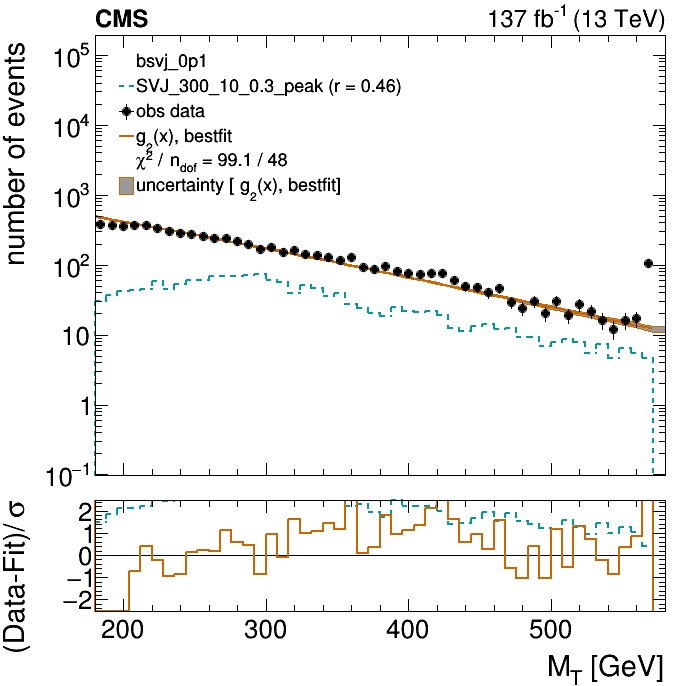 CMS 137 fb⁻¹ (13 TeV)
number of events
10⁵
10⁴
10³
10²
10
1
10⁻¹
bsvj_0p1
SVJ_300_10_0.3_peak (r = 0.46)
obs data
g₂(x), bestfit
χ² / n_dof = 99.1 / 48
uncertainty [ g₂(x), bestfit]
(Data-Fit)/ σ
2
1
0
−1
−2
200 300 400 500
M_T [GeV]